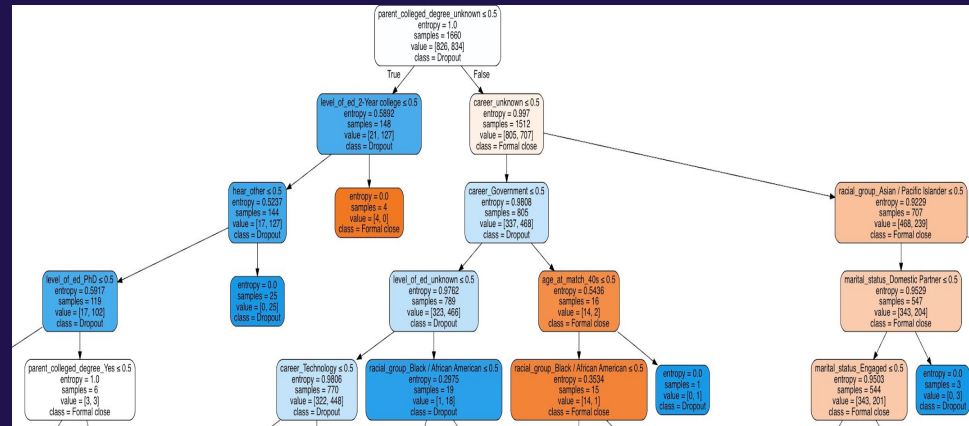 parent_colleged_degree_unknown ≤ 0.5
entropy = 1.0
samples = 1660
value = [826, 834]
class = Dropout
True
False
level_of_ed_2-Year college ≤ 0.5
entropy = 0.5892
samples = 148
value = [21, 127]
class = Dropout
career_unknown ≤ 0.5
entropy = 0.997
samples = 1512
value = [805, 707]
class = Formal close
hear_other ≤ 0.5
entropy = 0.5237
samples = 144
value = [17, 127]
class = Dropout
entropy = 0.0
samples = 4
value = [4, 0]
class = Formal close
career_Government ≤ 0.5
entropy = 0.9808
samples = 805
value = [337, 468]
class = Dropout
racial_group_Asian / Pacific Islander ≤ 0.5
entropy = 0.9229
samples = 707
value = [468, 239]
class = Formal close
level_of_ed_PhD ≤ 0.5
entropy = 0.5917
samples = 119
value = [17, 102]
class = Dropout
entropy = 0.0
samples = 25
value = [0, 25]
class = Dropout
level_of_ed_unknown ≤ 0.5
entropy = 0.9762
samples = 789
value = [323, 466]
class = Dropout
age_at_match_40s ≤ 0.5
entropy = 0.5436
samples = 16
value = [14, 2]
class = Formal close
marital_status_Domestic Partner ≤ 0.5
entropy = 0.9529
samples = 547
value = [343, 204]
class = Formal close
parent_colleged_degree_Yes ≤ 0.5
entropy = 1.0
samples = 6
value = [3, 3]
class = Formal close
career_Technology ≤ 0.5
entropy = 0.9806
samples = 770
value = [322, 448]
class = Dropout
racial_group_Black / African American ≤ 0.5
entropy = 0.2975
samples = 19
value = [1, 18]
class = Dropout
racial_group_Black / African American ≤ 0.5
entropy = 0.3534
samples = 15
value = [14, 1]
class = Formal close
entropy = 0.0
samples = 1
value = [0, 1]
class = Dropout
marital_status_Engaged ≤ 0.5
entropy = 0.9503
samples = 544
value = [343, 201]
class = Formal close
entropy = 0.0
samples = 3
value = [0, 3]
class = Dropout